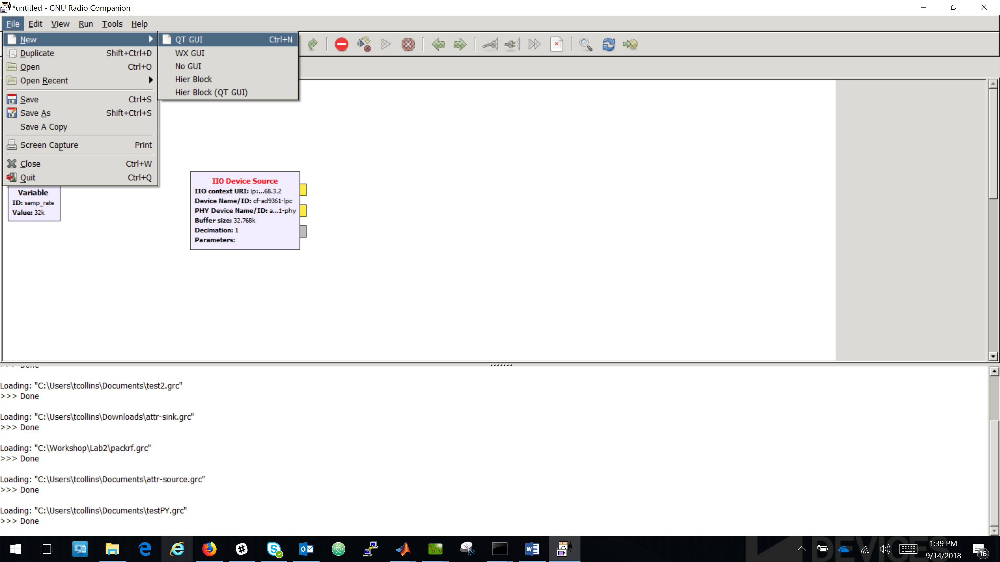 *untitled - GNU Radio Companion
File Edit View Run Tools Help
New
Duplicate Shift+Ctrl+D
Open Ctrl+O
Open Recent
Save Ctrl+S
Save As Shift+Ctrl+S
Save A Copy
Screen Capture Print
Close Ctrl+W
Quit Ctrl+Q
QT GUI Ctrl+N
WX GUI
No GUI
Hier Block
Hier Block (QT GUI)
Variable
ID: samp_rate
Value: 32k
IIO Device Source
IIO context URI: ip:...68.3.2
Device Name/ID: cf-ad9361-lpc
PHY Device Name/ID: a...1-phy
Buffer size: 32.768k
Decimation: 1
Parameters:
>>> Done
Loading: "C:\Users\tcollins\Documents\test2.grc"
>>> Done
Loading: "C:\Users\tcollins\Downloads\attr-sink.grc"
>>> Done
Loading: "C:\Workshop\Lab2\packrf.grc"
>>> Done
Loading: "C:\Users\tcollins\Documents\attr-source.grc"
>>> Done
Loading: "C:\Users\tcollins\Documents\testPY.grc"
>>> Done
DEVICES
1:39 PM
9/14/2018
16